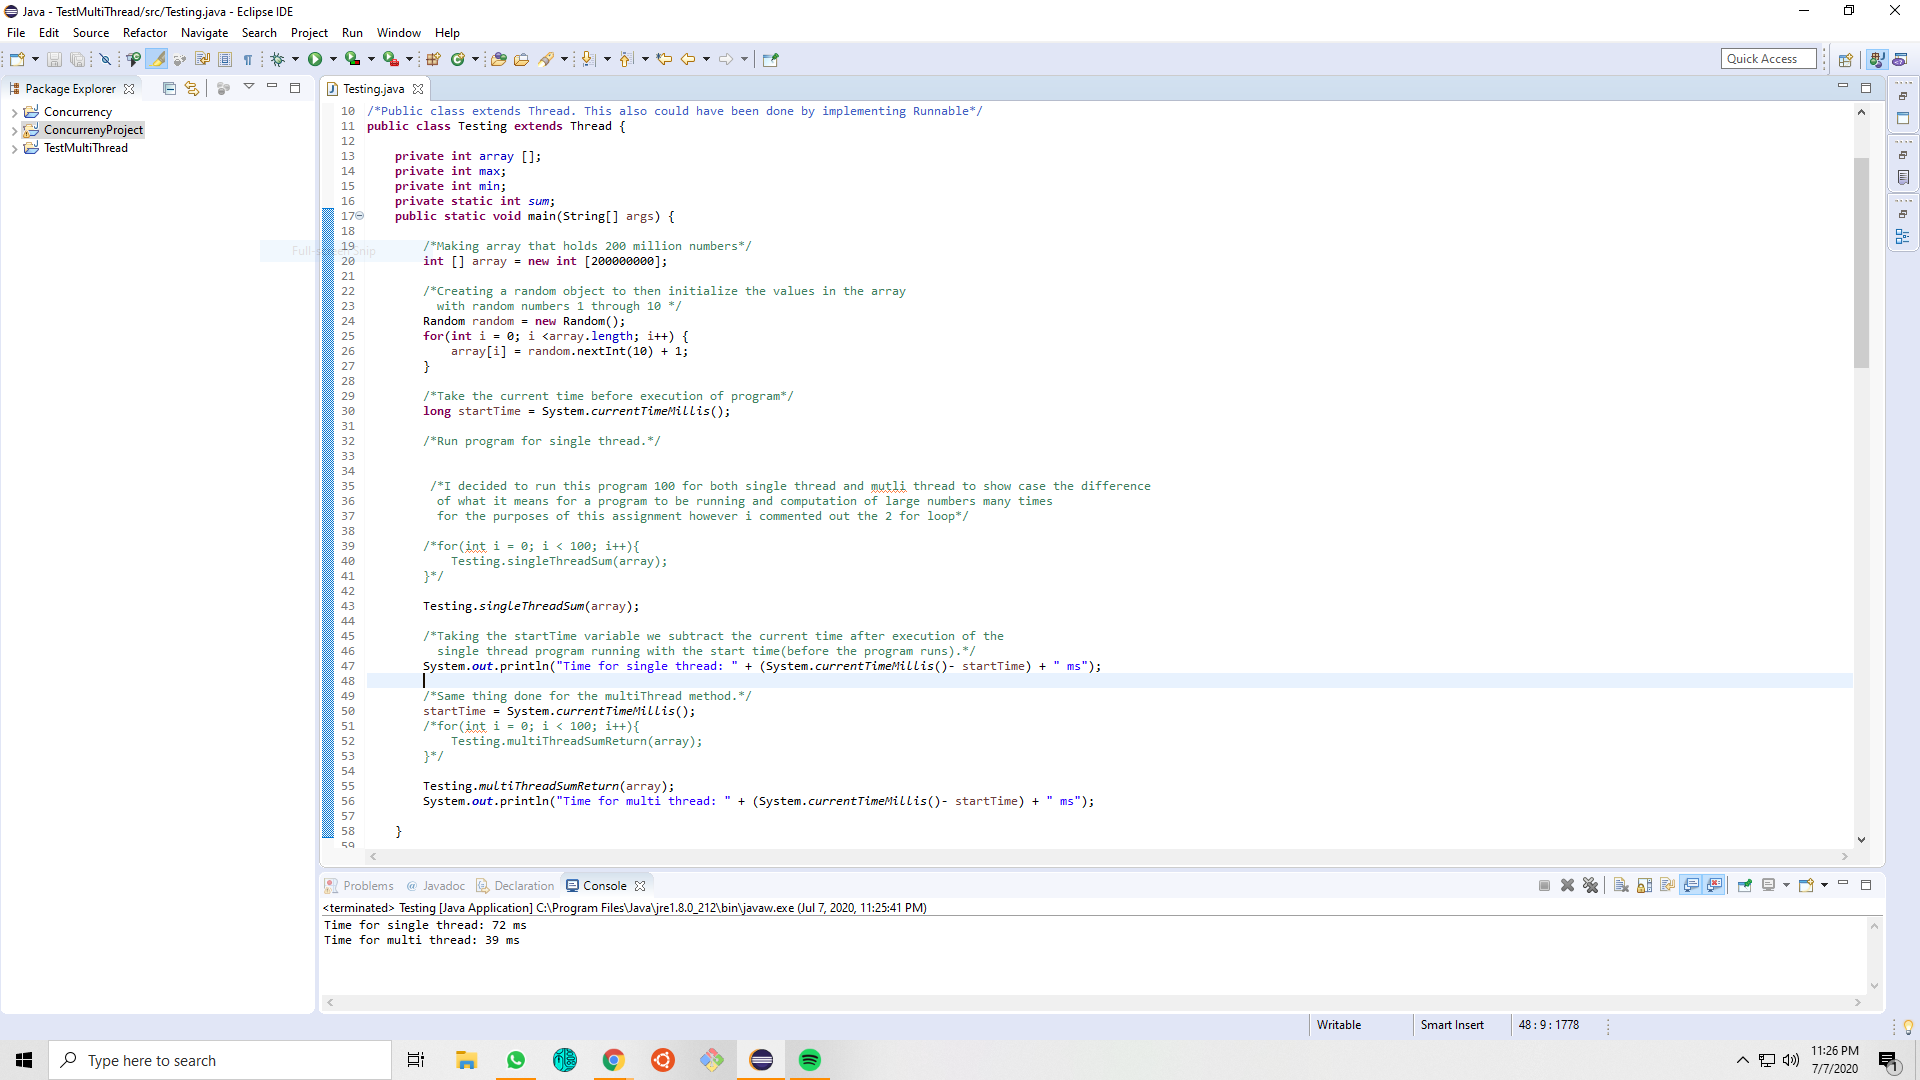 Java - TestMultiThread/src/Testing.java - Eclipse IDE
File Edit Source Refactor Navigate Search Project Run Window Help
Quick Access
Package Explorer
Concurrency
ConcurrenyProject
TestMultiThread
Testing.java
10 /*Public class extends Thread. This also could have been done by implementing Runnable*/
11 public class Testing extends Thread {
12
13 private int array [];
14 private int max;
15 private int min;
16 private static int sum;
17 public static void main(String[] args) {
18
19 /*Making array that holds 200 million numbers*/
20 int [] array = new int [200000000];
21
22 /*Creating a random object to then initialize the values in the array
23 with random numbers 1 through 10 */
24 Random random = new Random();
25 for(int i = 0; i <array.length; i++) {
26 array[i] = random.nextInt(10) + 1;
27 }
28
29 /*Take the current time before execution of program*/
30 long startTime = System.currentTimeMillis();
31
32 /*Run program for single thread.*/
33
34
35 /*I decided to run this program 100 for both single thread and mutli thread to show case the difference
36 of what it means for a program to be running and computation of large numbers many times
37 for the purposes of this assignment however i commented out the 2 for loop*/
38
39 /*for(int i = 0; i < 100; i++){
40 Testing.singleThreadSum(array);
41 }*/
42
43 Testing.singleThreadSum(array);
44
45 /*Taking the startTime variable we subtract the current time after execution of the
46 single thread program running with the start time(before the program runs).*/
47 System.out.println("Time for single thread: " + (System.currentTimeMillis()- startTime) + " ms");
48
49 /*Same thing done for the multiThread method.*/
50 startTime = System.currentTimeMillis();
51 /*for(int i = 0; i < 100; i++){
52 Testing.multiThreadSumReturn(array);
53 }*/
54
55 Testing.multiThreadSumReturn(array);
56 System.out.println("Time for multi thread: " + (System.currentTimeMillis()- startTime) + " ms");
57
58 }
59
Problems Javadoc Declaration Console
<terminated> Testing [Java Application] C:\Program Files\Java\jre1.8.0_212\bin\javaw.exe (Jul 7, 2020, 11:25:41 PM)
Time for single thread: 72 ms
Time for multi thread: 39 ms
Writable Smart Insert 48 : 9 : 1778
Type here to search
11:26 PM
7/7/2020
1